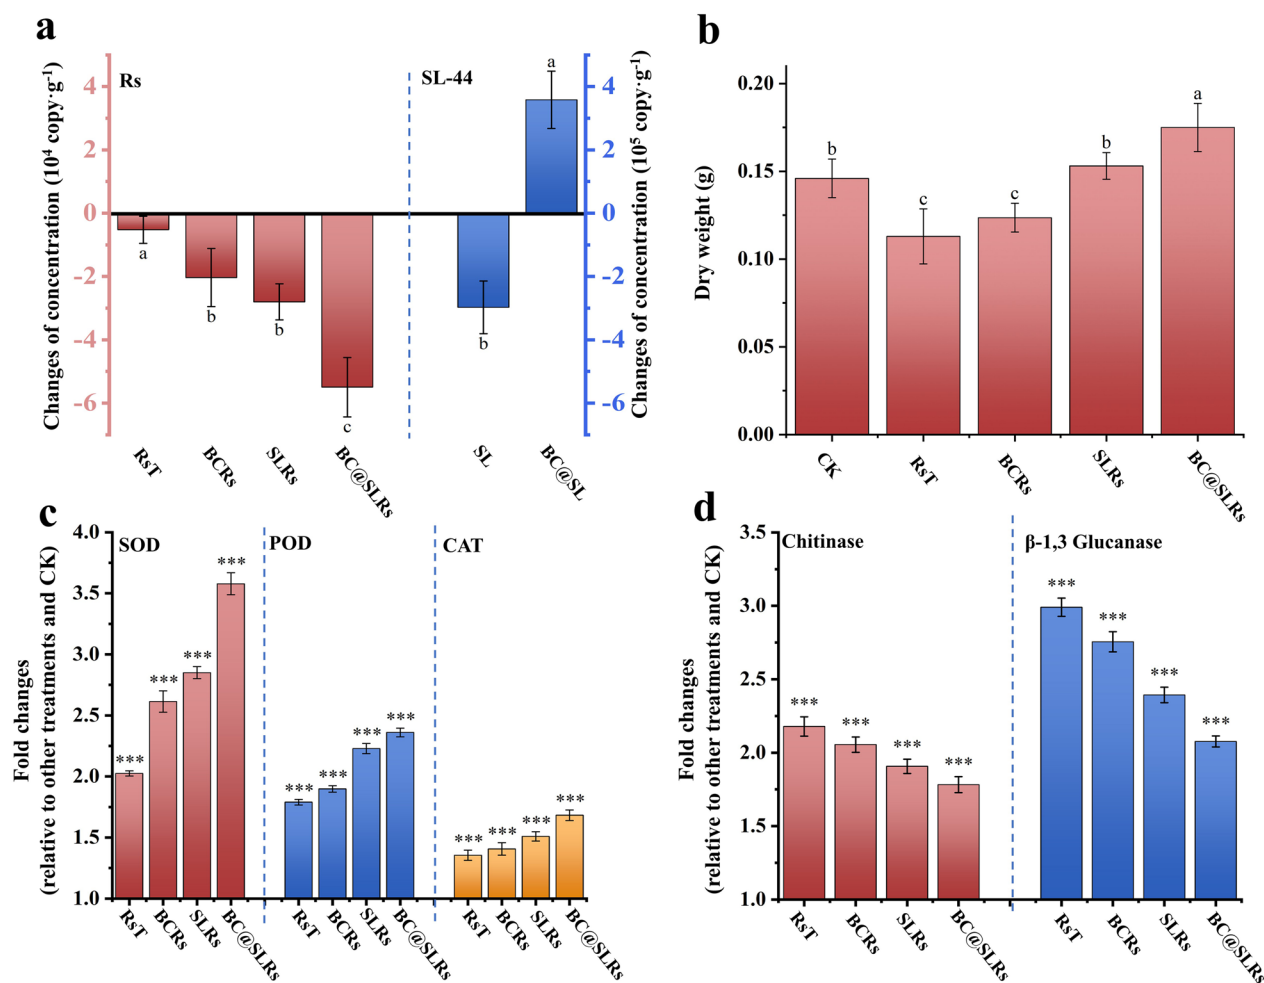 a
Changes of concentration (10⁴ copy·g⁻¹)
4
2
0
-2
-4
-6
Rs
SL-44
a
b
b
c
b
a
RsT
BCRs
SLRs
BC@SLRs
SL
BC@SL
4
2
0
-2
-4
-6
Changes of concentration (10⁵ copy·g⁻¹)
b
Dry weight (g)
0.20
0.15
0.10
0.05
0.00
b
c
c
b
a
CK
RsT
BCRs
SLRs
BC@SLRs
c
Fold changes
(relative to other treatments and CK)
4.0
3.5
3.0
2.5
2.0
1.5
1.0
SOD
POD
CAT
***
***
***
***
***
***
***
***
***
***
***
***
RsT
BCRs
SLRs
BC@SLRs
RsT
BCRs
SLRs
BC@SLRs
RsT
BCRs
SLRs
BC@SLRs
d
Fold changes
(relative to other treatments and CK)
3.5
3.0
2.5
2.0
1.5
1.0
Chitinase
β-1,3 Glucanase
***
***
***
***
***
***
***
***
RsT
BCRs
SLRs
BC@SLRs
RsT
BCRs
SLRs
BC@SLRs